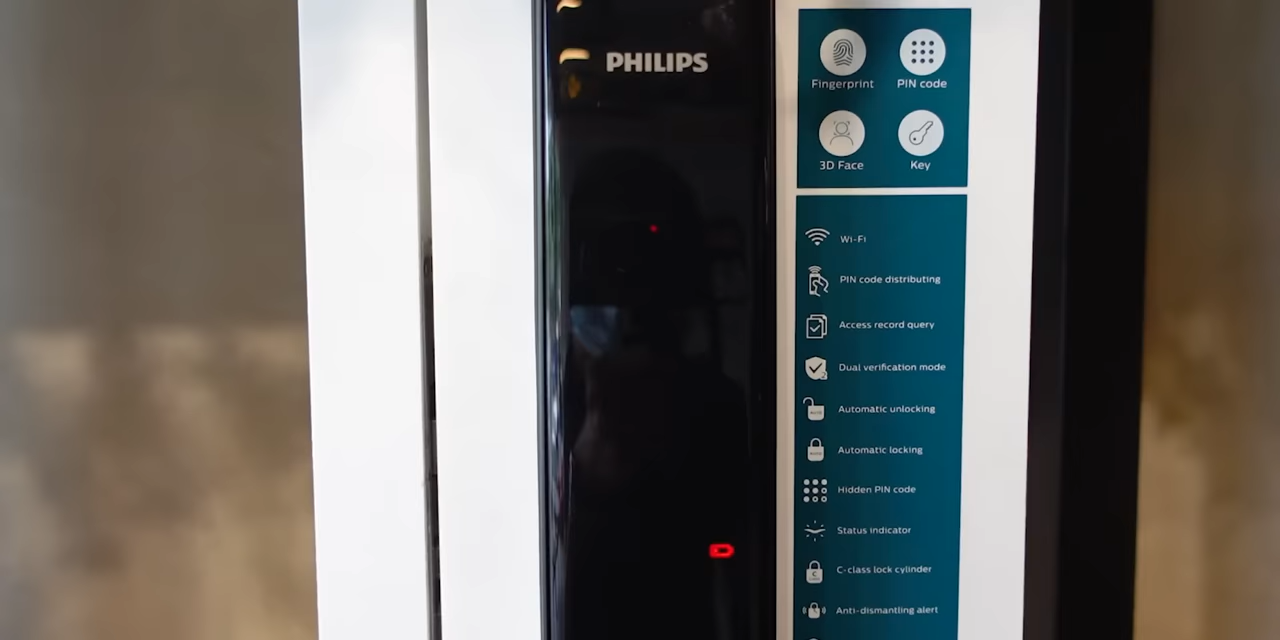 PHILIPS
Fingerprint
PIN code
3D Face
Key
Wi-Fi
PIN code distributing
Access record query
Dual verification mode
Automatic unlocking
Automatic locking
Hidden PIN code
Status indicator
C-class lock cylinder
Anti-dismantling alert